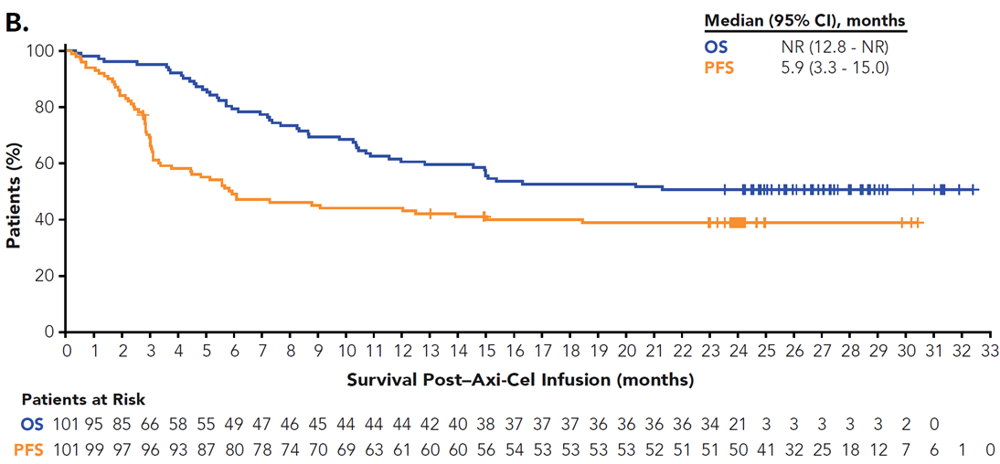 B.
Median (95% CI), months
OS NR (12.8 - NR)
PFS 5.9 (3.3 - 15.0)
Patients (%)
100
80
60
40
20
0
0 1 2 3 4 5 6 7 8 9 10 11 12 13 14 15 16 17 18 19 20 21 22 23 24 25 26 27 28 29 30 31 32 33
Survival Post–Axi-Cel Infusion (months)
Patients at Risk
OS 101 95 85 66 58 55 49 47 46 45 44 44 44 42 40 38 37 37 37 36 36 36 36 34 21 3 3 3 3 3 2 0
PFS 101 99 97 96 93 87 80 78 74 70 69 63 61 60 60 56 54 53 53 53 53 52 51 51 50 41 32 25 18 12 7 6 1 0